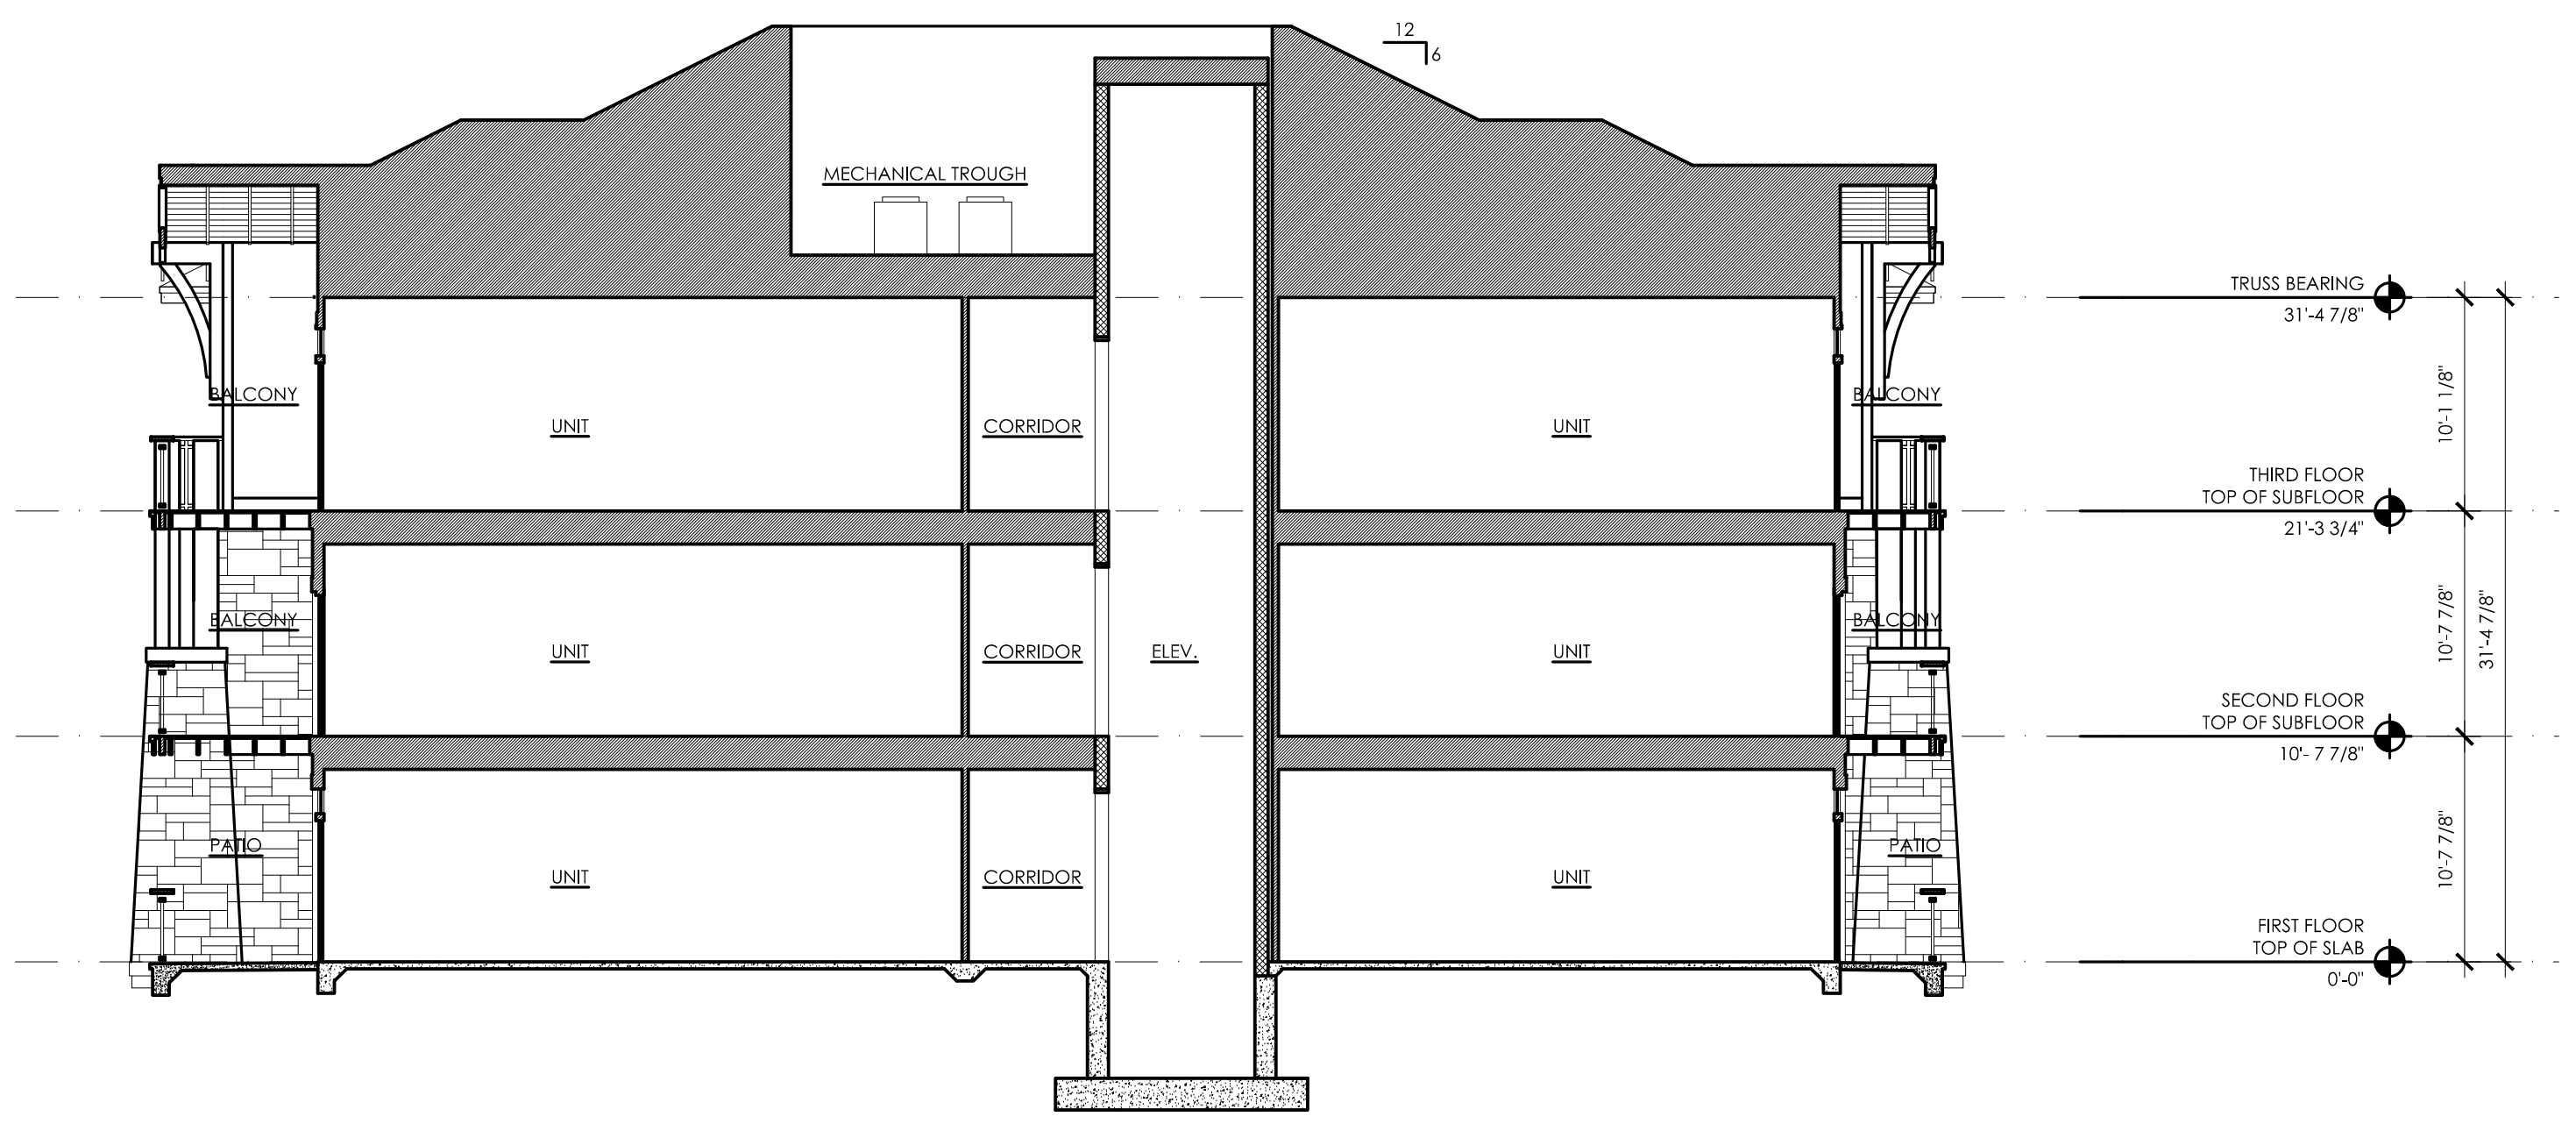 12
6
MECHANICAL TROUGH
TRUSS BEARING
31'-4 7/8"
10'-1 1/8"
BALCONY
UNIT
CORRIDOR
UNIT
BALCONY
THIRD FLOOR
TOP OF SUBFLOOR
21'-3 3/4"
10'-7 7/8"
31'-4 7/8"
BALCONY
UNIT
CORRIDOR
ELEV.
UNIT
BALCONY
SECOND FLOOR
TOP OF SUBFLOOR
10'- 7 7/8"
10'-7 7/8"
PATIO
UNIT
CORRIDOR
UNIT
PATIO
FIRST FLOOR
TOP OF SLAB
0'-0"